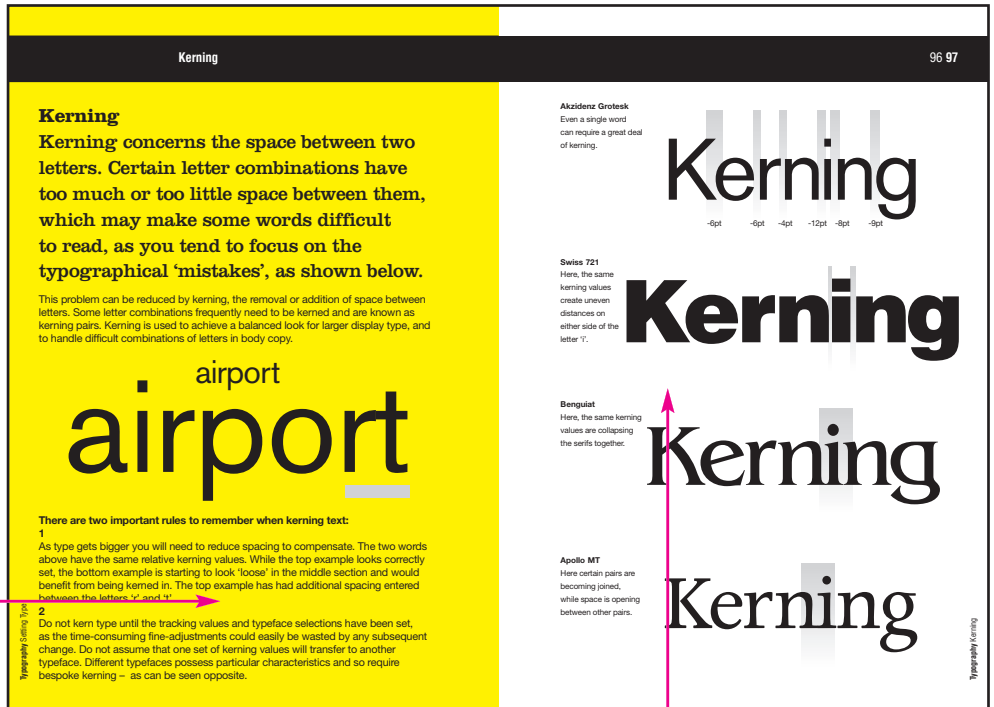 Kerning
96 97
Kerning
Kerning concerns the space between two
letters. Certain letter combinations have
too much or too little space between them,
which may make some words difficult
to read, as you tend to focus on the
typographical ‘mistakes’, as shown below.
This problem can be reduced by kerning, the removal or addition of space between
letters. Some letter combinations frequently need to be kerned and are known as
kerning pairs. Kerning is used to achieve a balanced look for larger display type, and
to handle difficult combinations of letters in body copy.
airport
airport
There are two important rules to remember when kerning text:
1
As type gets bigger you will need to reduce spacing to compensate. The two words
above have the same relative kerning values. While the top example looks correctly
set, the bottom example is starting to look ‘loose’ in the middle section and would
benefit from being kerned in. The top example has had additional spacing entered
between the letters ‘r’ and ‘t’.
2
Do not kern type until the tracking values and typeface selections have been set,
as the time-consuming fine-adjustments could easily be wasted by any subsequent
change. Do not assume that one set of kerning values will transfer to another
typeface. Different typefaces possess particular characteristics and so require
bespoke kerning – as can be seen opposite.
Typography Setting Type
Akzidenz Grotesk
Even a single word
can require a great deal
of kerning.
Kerning
-6pt -6pt -4pt -12pt -8pt -9pt
Swiss 721
Here, the same
kerning values
create uneven
distances on
either side of the
letter ‘i’.
Kerning
Benguiat
Here, the same kerning
values are collapsing
the serifs together.
Kerning
Apollo MT
Here certain pairs are
becoming joined,
while space is opening
between other pairs.
Kerning
Typography Kerning